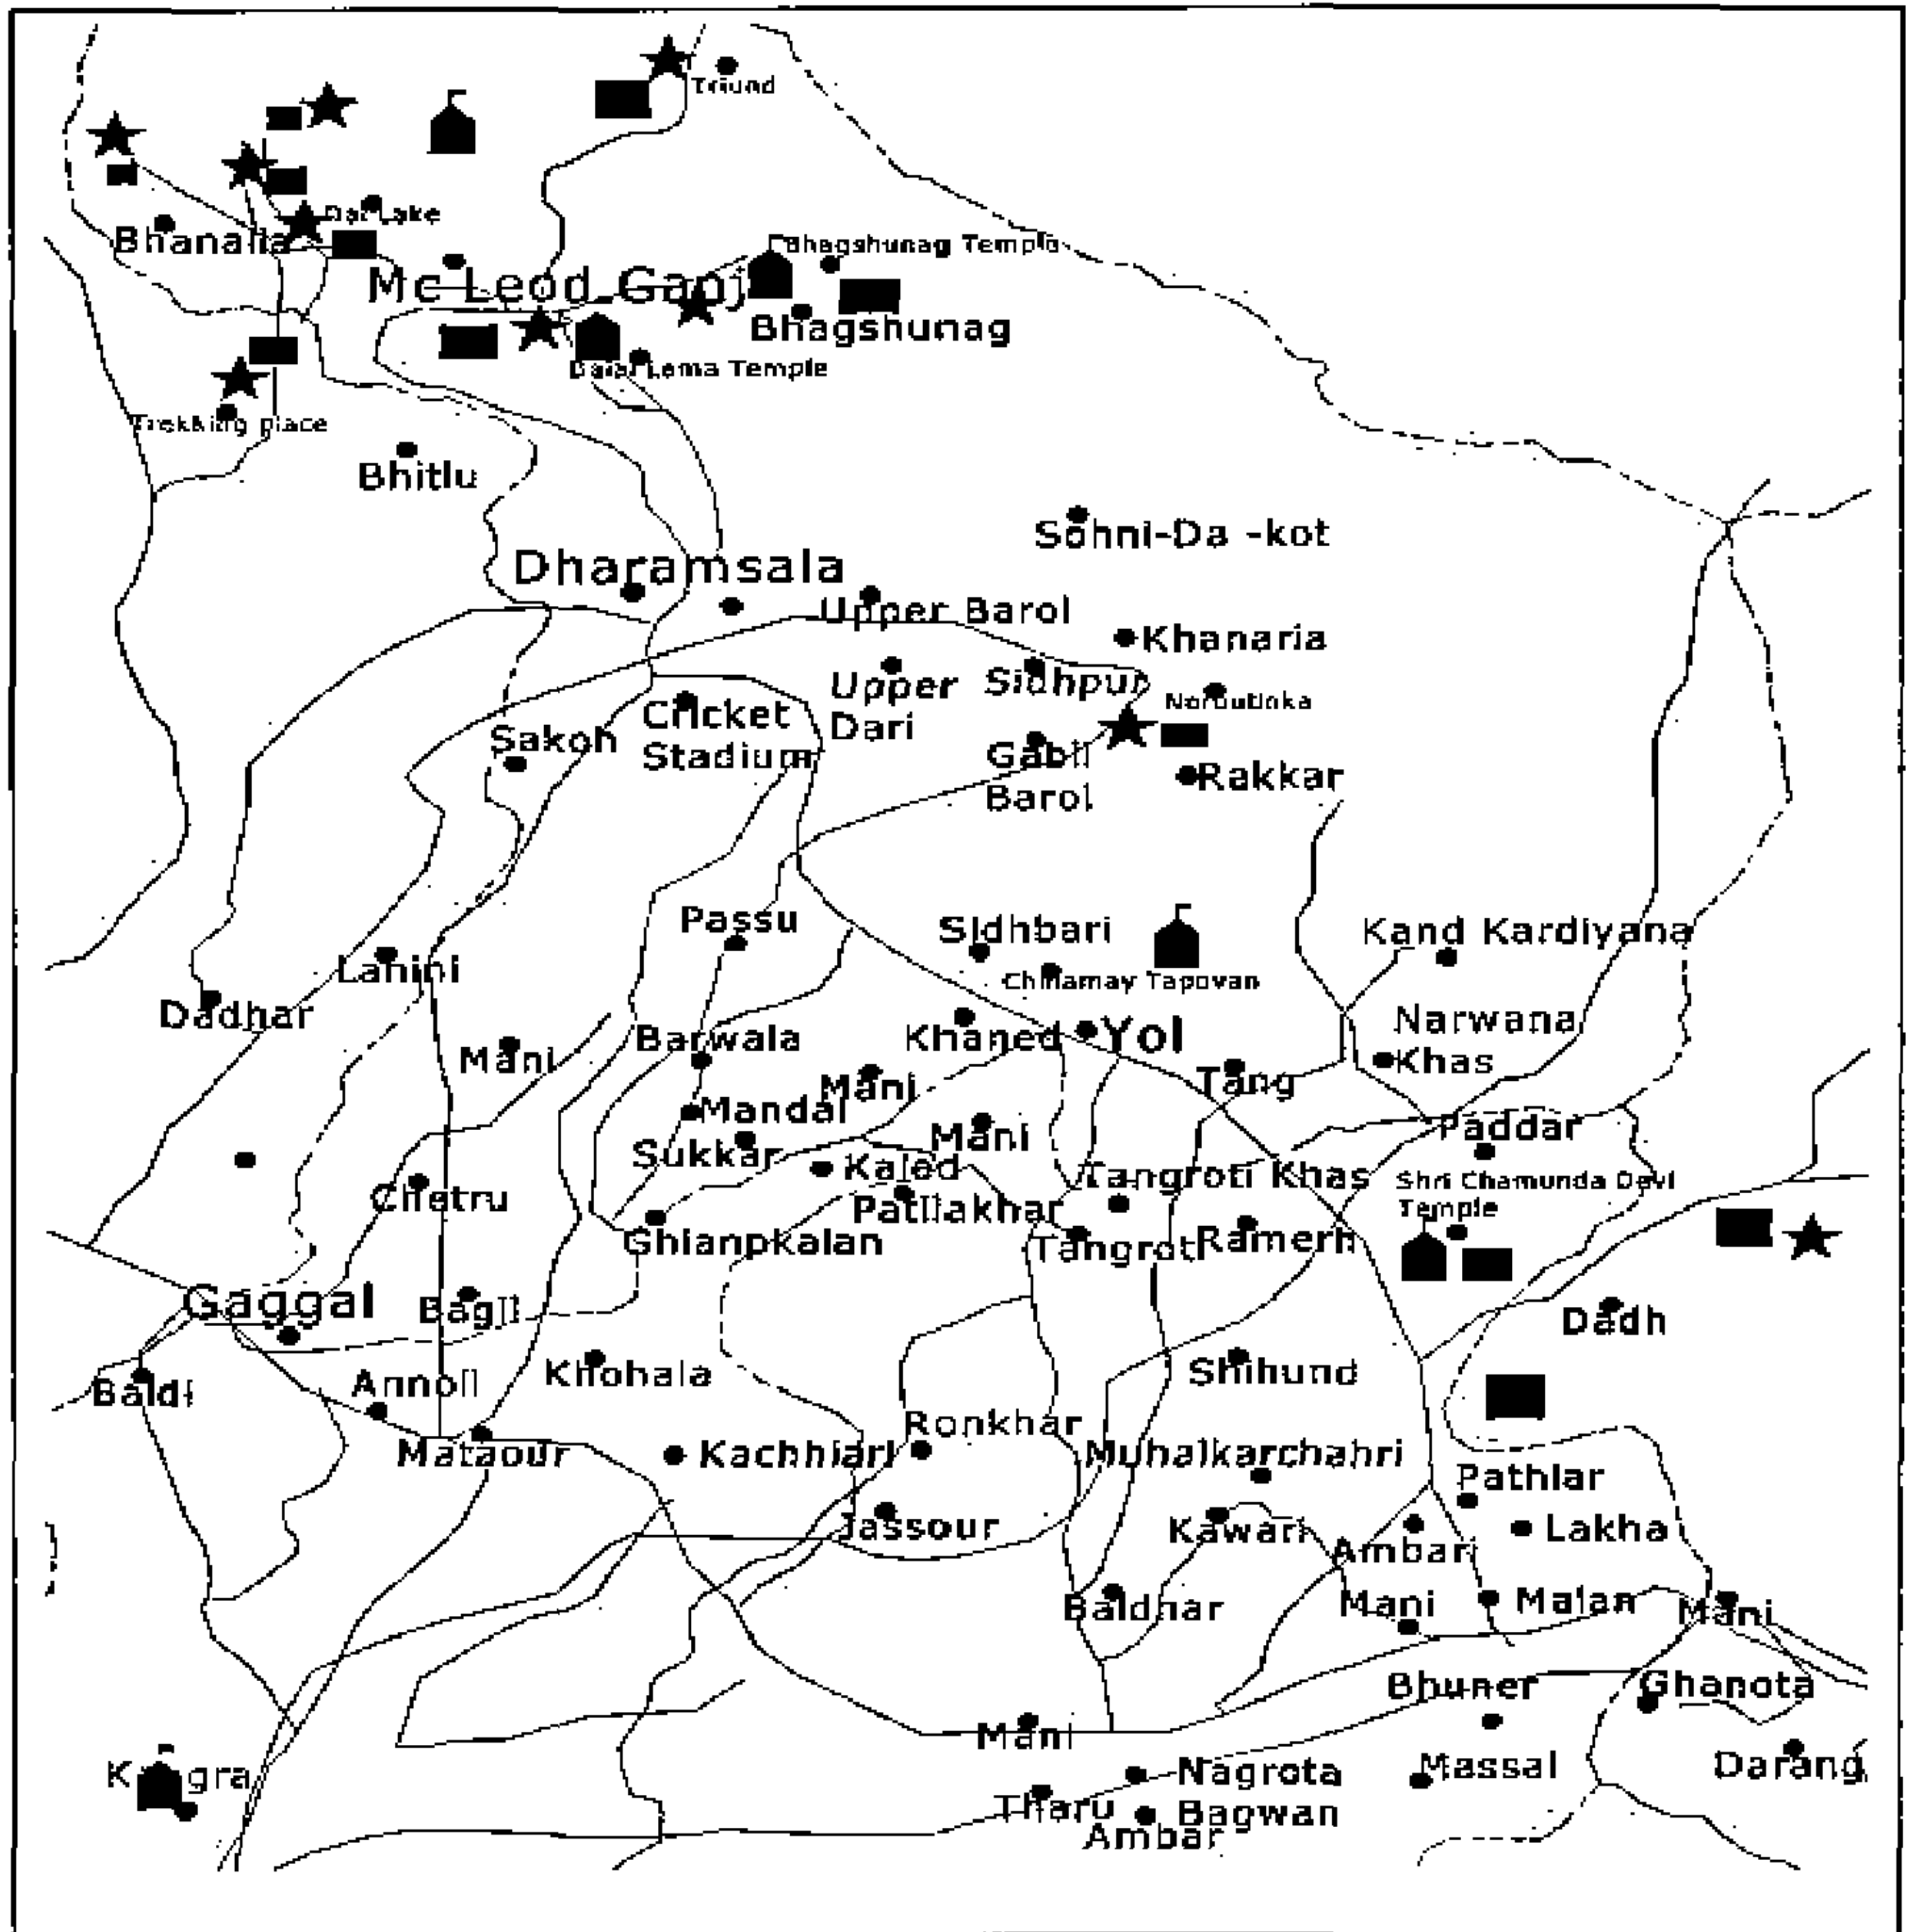 Triund
Dal Lake
Bhanalla
Bhagshunag Temple
Mc Leod Ganj
Bhagshunag
Dalai Lama Temple
Trekking place
Bhitlu
Sohni-Da -kot
Dharamsala
Upper Barol
Khanaria
Upper
Dari
Sidhpur
Cricket
Stadium
Sakoh
Gabli
Barol
Rakkar
Passu
Sidhbari
Kand Kardiyana
Lahini
Chinamay Tapovan
Dadhar
Narwana
Khas
Mani
Barwala
Khaned
Yol
Tang
Mani
Mandal
Mani
Paddar
Sukkar
Kaled
Tangroti Khas
Shri Chamunda Devi
Temple
Chetru
Patllakhar
Ghianpkalan
Tangroti
Ramerh
Gaggal
Bagli
Dadh
Baldi
Annoli
Khohala
Shihund
Ronkhar
Mataour
Kachhiari
Muhalkarchahri
Pathiar
Jassour
Kawari
Ambari
Lakha
Baldhar
Mani
Malan
Mani
Bhuner
Ghanota
Mani
Nagrota
Bagwan
Massal
Darang
Tharu
Ambar